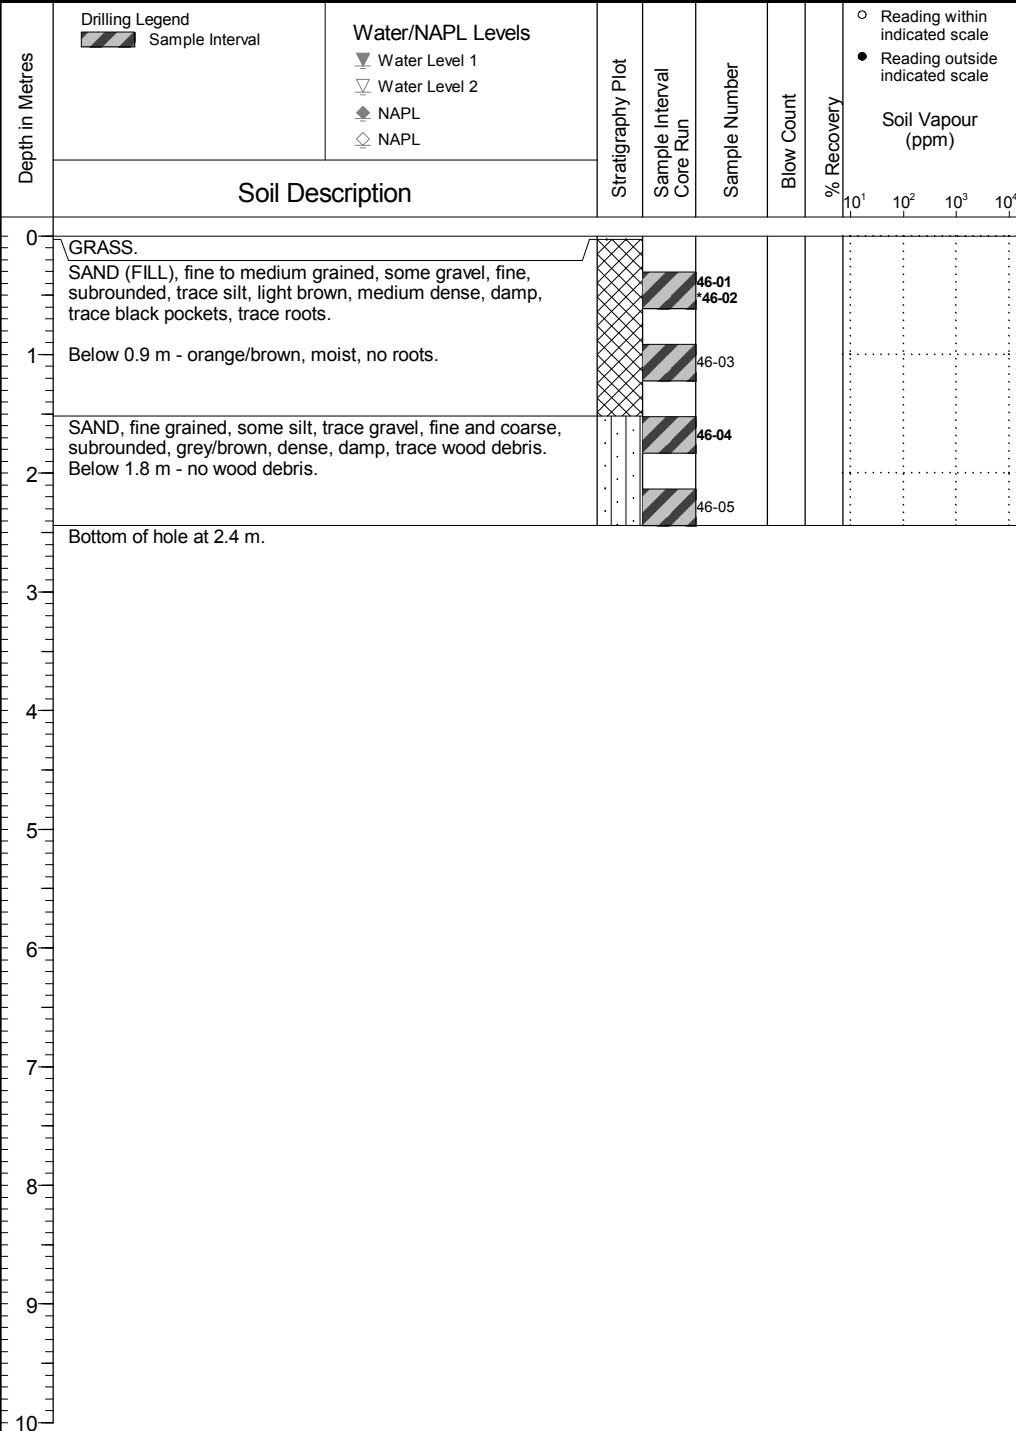 Drilling Legend
Sample Interval
Water/NAPL Levels
Water Level 1
Water Level 2
NAPL
NAPL
Depth in Metres
Soil Description
Stratigraphy Plot
Sample Interval
Core Run
Sample Number
Blow Count
% Recovery
Reading within
indicated scale
Reading outside
indicated scale
Soil Vapour
(ppm)
10¹ 10² 10³ 10⁴
0
GRASS.
SAND (FILL), fine to medium grained, some gravel, fine,
subrounded, trace silt, light brown, medium dense, damp,
trace black pockets, trace roots.
46-01
*46-02
1
Below 0.9 m - orange/brown, moist, no roots.
46-03
SAND, fine grained, some silt, trace gravel, fine and coarse,
subrounded, grey/brown, dense, damp, trace wood debris.
46-04
2
Below 1.8 m - no wood debris.
46-05
Bottom of hole at 2.4 m.
3
4
5
6
7
8
9
10